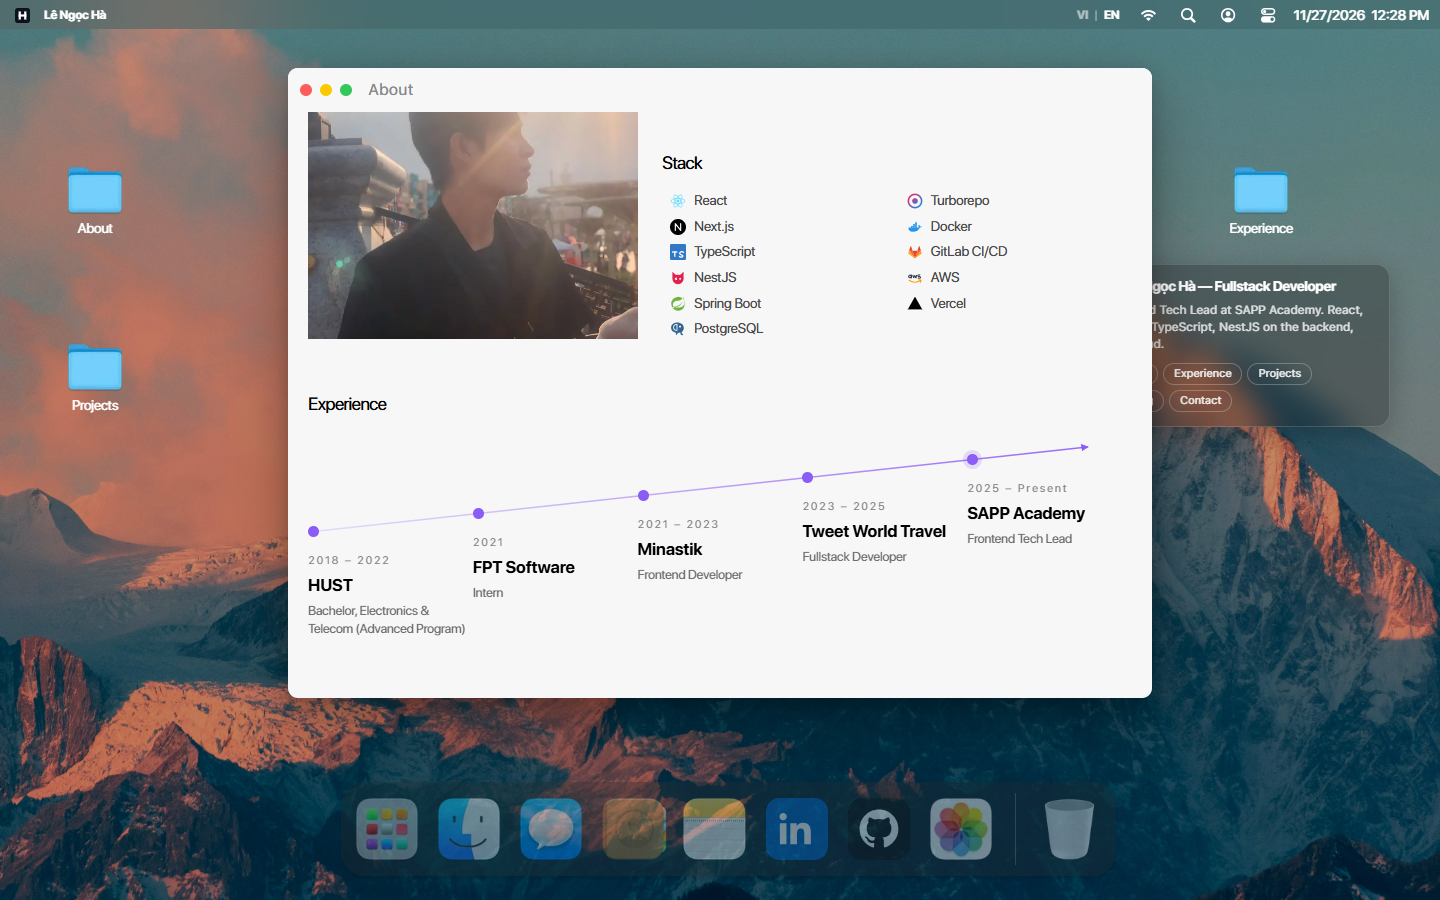 H Lê Ngọc Hà
VI | EN
11/27/2026 12:28 PM
About
About
Projects
Experience
Stack
React
Next.js
TypeScript
NestJS
Spring Boot
PostgreSQL
Turborepo
Docker
GitLab CI/CD
aws AWS
Vercel
Experience
2018 – 2022
HUST
Bachelor, Electronics &
Telecom (Advanced Program)
2021
FPT Software
Intern
2021 – 2023
Minastik
Frontend Developer
2023 – 2025
Tweet World Travel
Fullstack Developer
2025 – Present
SAPP Academy
Frontend Tech Lead
Hà — Fullstack Developer
Tech Lead at SAPP Academy. React,
TypeScript, NestJS on the backend,
Experience
Projects
Contact
in